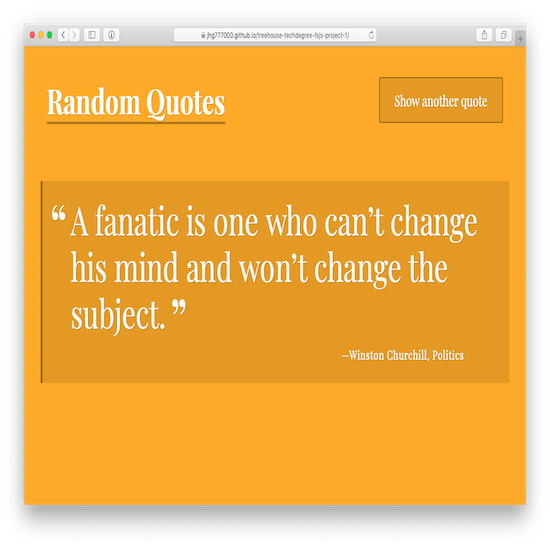 jhg777000.github.io/treehouse-techdegree-fsjs-project-1/
Random Quotes
Show another quote
“ A fanatic is one who can’t change
his mind and won’t change the
subject. ”
—Winston Churchill, Politics